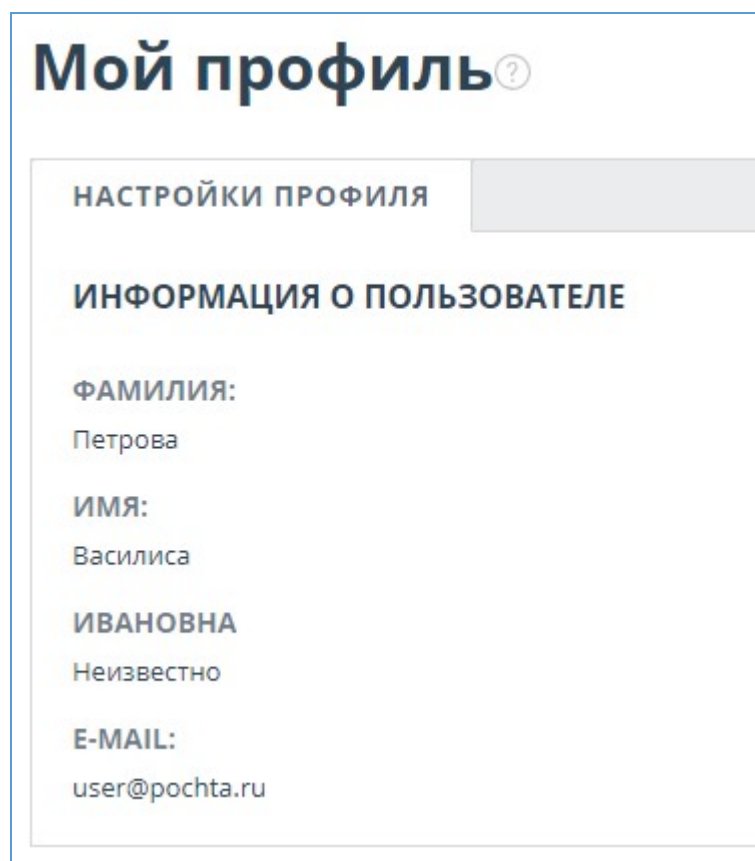 Мой профиль?
НАСТРОЙКИ ПРОФИЛЯ
ИНФОРМАЦИЯ О ПОЛЬЗОВАТЕЛЕ
ФАМИЛИЯ:
Петрова
ИМЯ:
Василиса
ИВАНОВНА
Неизвестно
E-MAIL:
user@pochta.ru